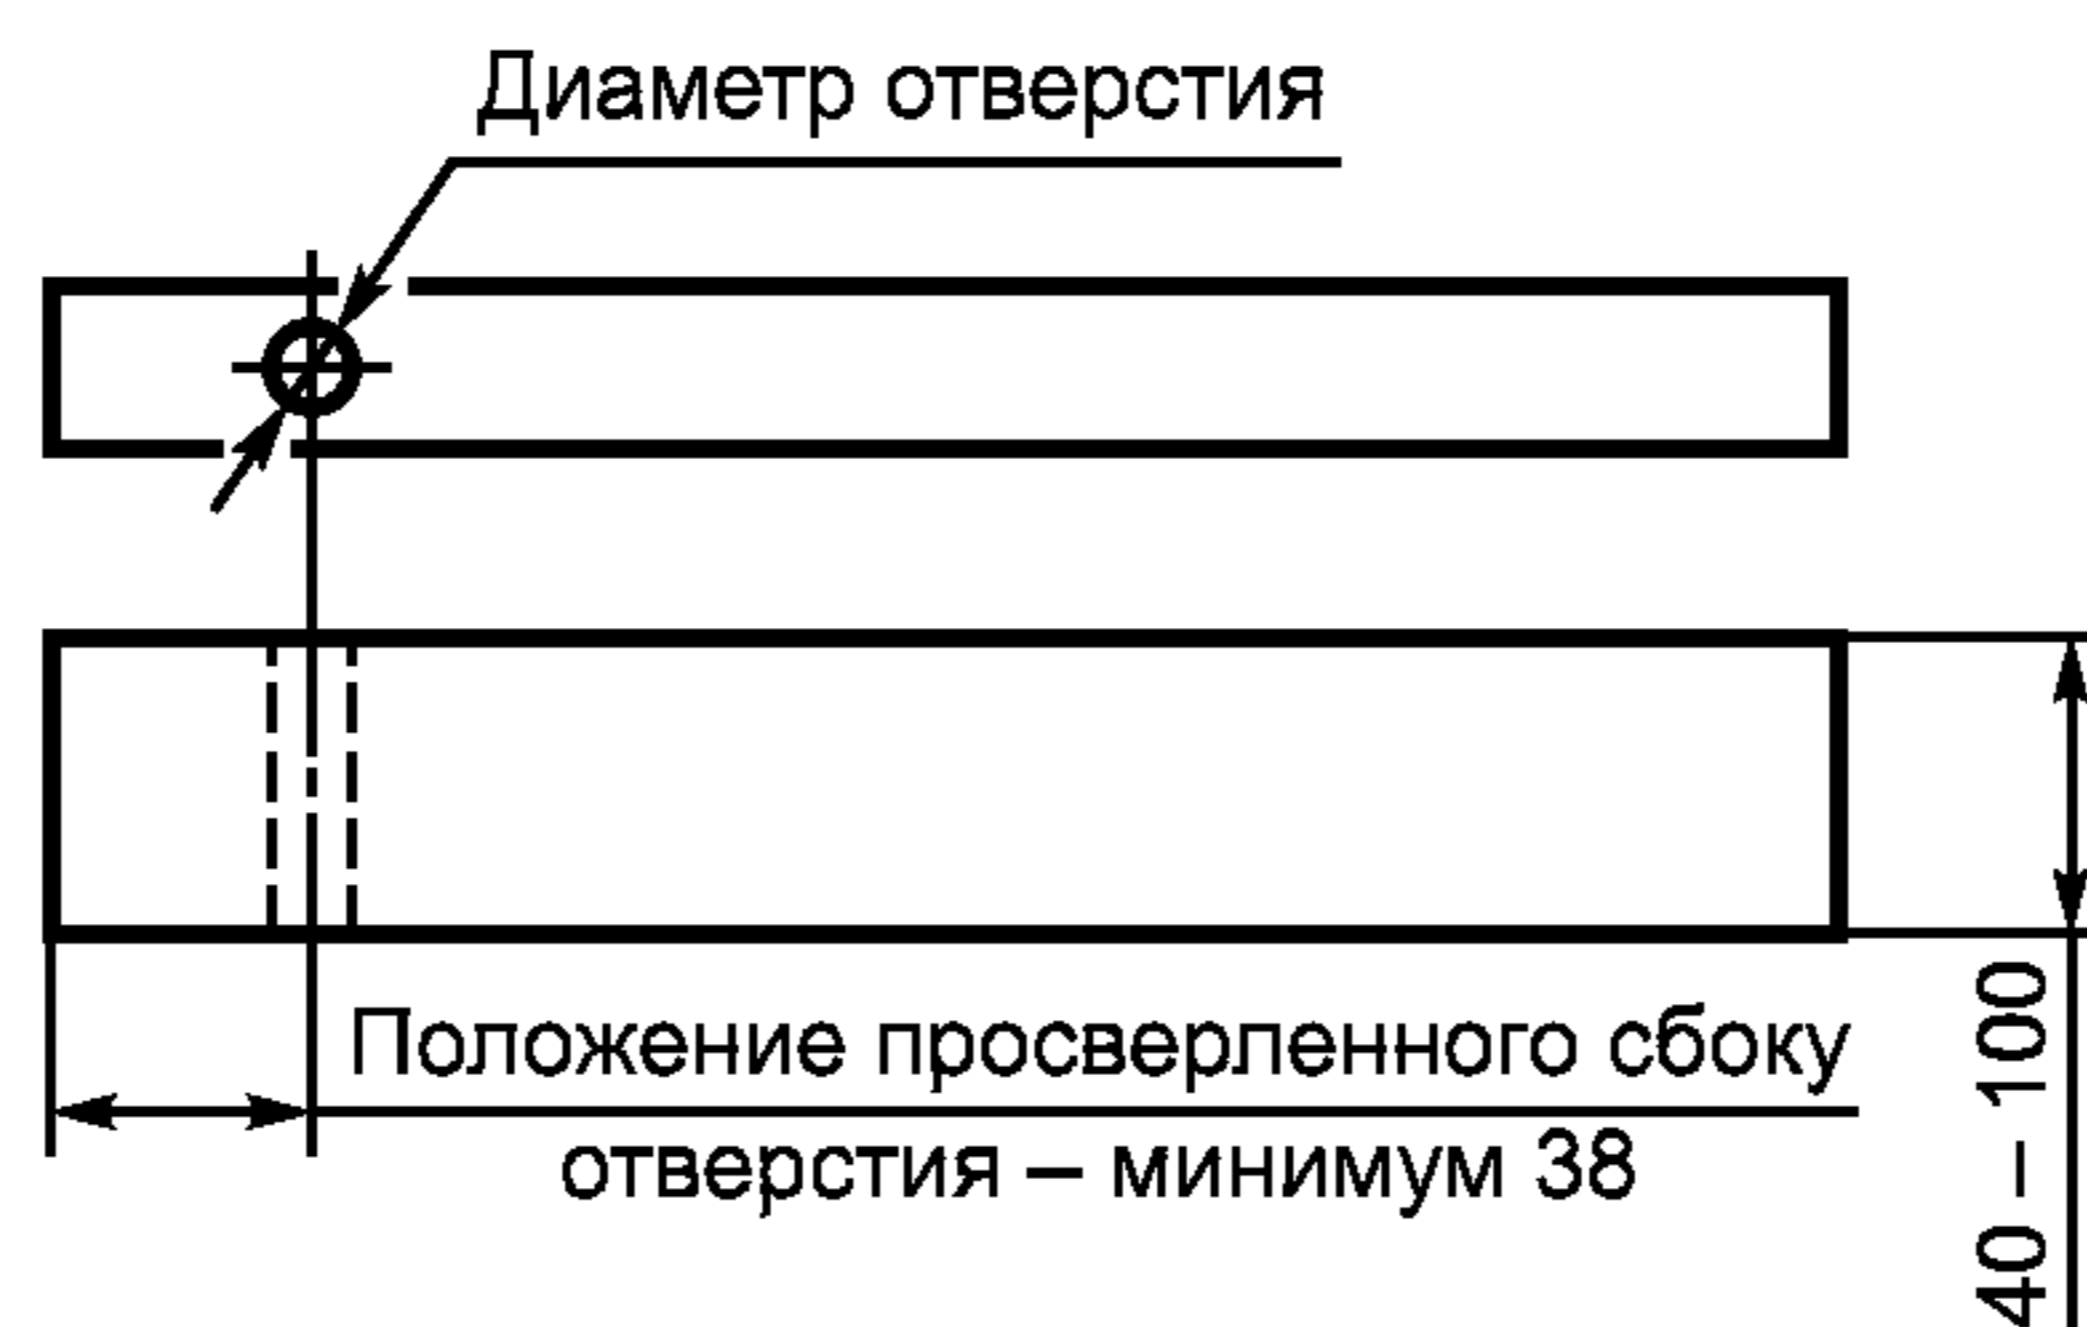 Диаметр отверстия
Положение просверленного сбоку
отверстия – минимум 38
40 – 100